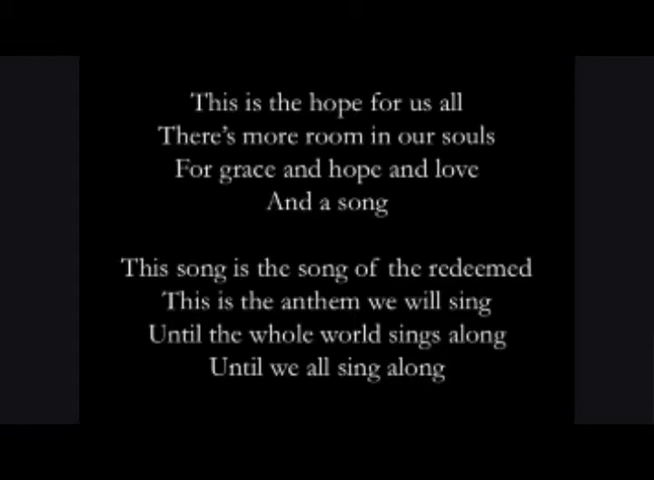 This is the hope for us all
There's more room in our souls
For grace and hope and love
And a song
This song is the song of the redeemed
This is the anthem we will sing
Until the whole world sings along
Until we all sing along